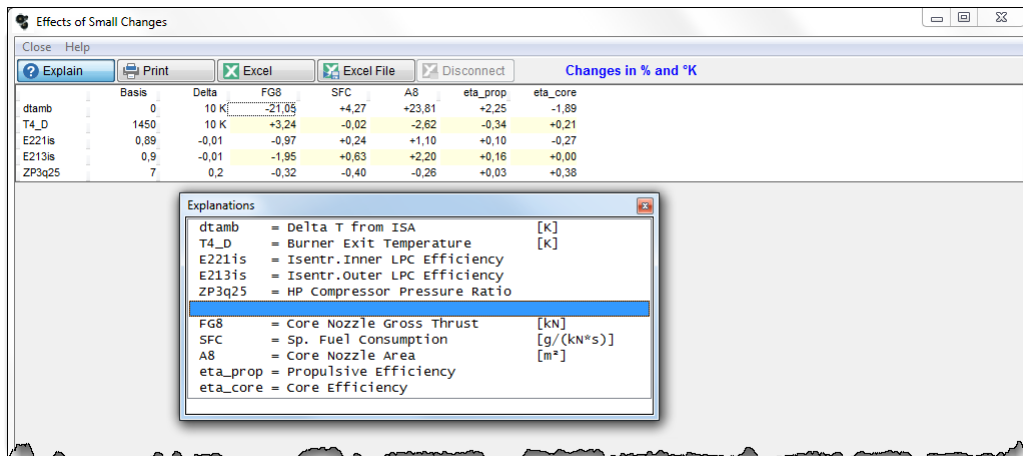 Effects of Small Changes
Close Help
Explain Print Excel Excel File Disconnect Changes in % and °K
Basis Delta FG8 SFC A8 eta_prop eta_core
dtamb 0 10 K -21,05 +4,27 +23,81 +2,25 -1,89
T4_D 1450 10 K +3,24 -0,02 -2,62 -0,34 +0,21
E221is 0,89 -0,01 -0,97 +0,24 +1,10 +0,10 -0,27
E213is 0,9 -0,01 -1,95 +0,63 +2,20 +0,16 +0,00
ZP3q25 7 0,2 -0,32 -0,40 -0,26 +0,03 +0,38
Explanations
dtamb = Delta T from ISA [K]
T4_D = Burner Exit Temperature [K]
E221is = Isentr.Inner LPC Efficiency
E213is = Isentr.Outer LPC Efficiency
ZP3q25 = HP Compressor Pressure Ratio
FG8 = Core Nozzle Gross Thrust [kN]
SFC = Sp. Fuel Consumption [g/(kN*s)]
A8 = Core Nozzle Area [m²]
eta_prop = Propulsive Efficiency
eta_core = Core Efficiency